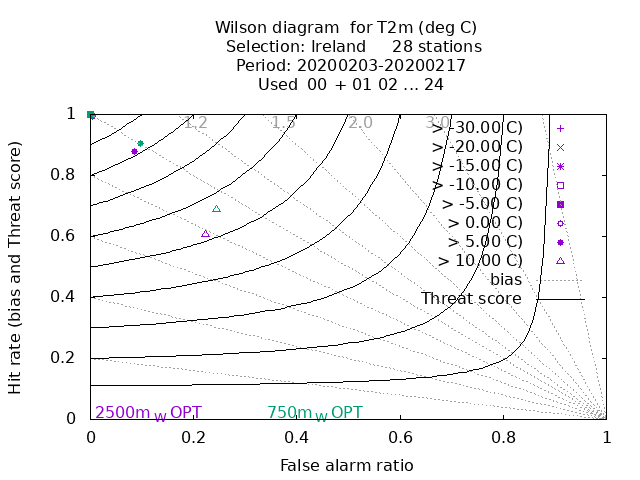 Wilson diagram  for T2m (deg C)
Selection: Ireland     28 stations
Period: 20200203-20200217
Used  00  + 01 02 ... 24
Hit rate (bias and Threat score)
1
0.8
0.6
0.4
0.2
0
1.2 1.5 2.0 3.0
> -30.00 C)
> -20.00 C)
> -15.00 C)
> -10.00 C)
> -5.00 C)
> 0.00 C)
> 5.00 C)
> 10.00 C)
bias
Threat score
2500m W OPT 750m W OPT
0 0.2 0.4 0.6 0.8 1
False alarm ratio